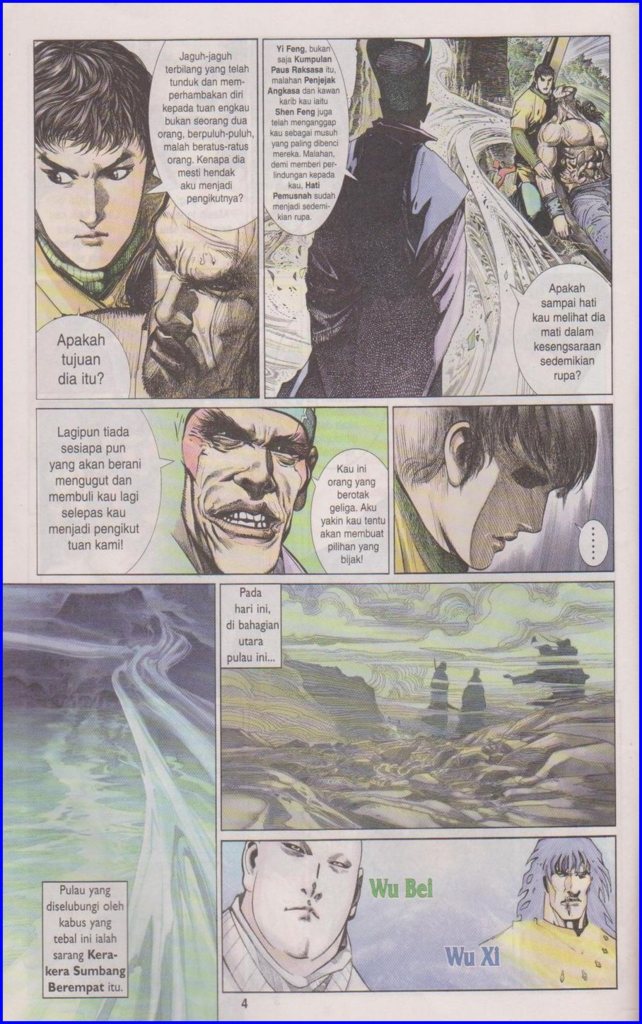 Jaguh-jaguh
terbilang yang telah
tunduk dan mem-
perhambakan diri
kepada tuan engkau
bukan seorang dua
orang, berpuluh-puluh,
malah beratus-ratus
orang. Kenapa dia
mesti hendak
aku menjadi
pengikutnya?
Apakah
tujuan
dia itu?
Yi Feng, bukan
saja Kumpulan
Paus Raksasa itu,
malahan Penjejak
Angkasa dan kawan
karib kau iaitu
Shen Feng juga
telah menganggap
kau sebagai musuh
yang paling dibenci
mereka. Malahan,
demi memberi per-
lindungan kepada
kau, Hati
Pemusnah sudah
menjadi sedemi-
kian rupa.
Apakah
sampai hati
kau melihat dia
mati dalam
kesengsaraan
sedemikian
rupa?
Lagipun tiada
sesiapa pun
yang akan berani
mengugut dan
membuli kau lagi
selepas kau
menjadi pengikut
tuan kami!
Kau ini
orang yang
berotak
geliga. Aku
yakin kau tentu
akan membuat
pilihan yang
bijak!
......
Pada
hari ini,
di bahagian
utara
pulau ini...
Pulau yang
diselubungi oleh
kabus yang
tebal ini ialah
sarang Kera-
kera Sumbang
Berempat itu.
Wu Bei
Wu Xi
4